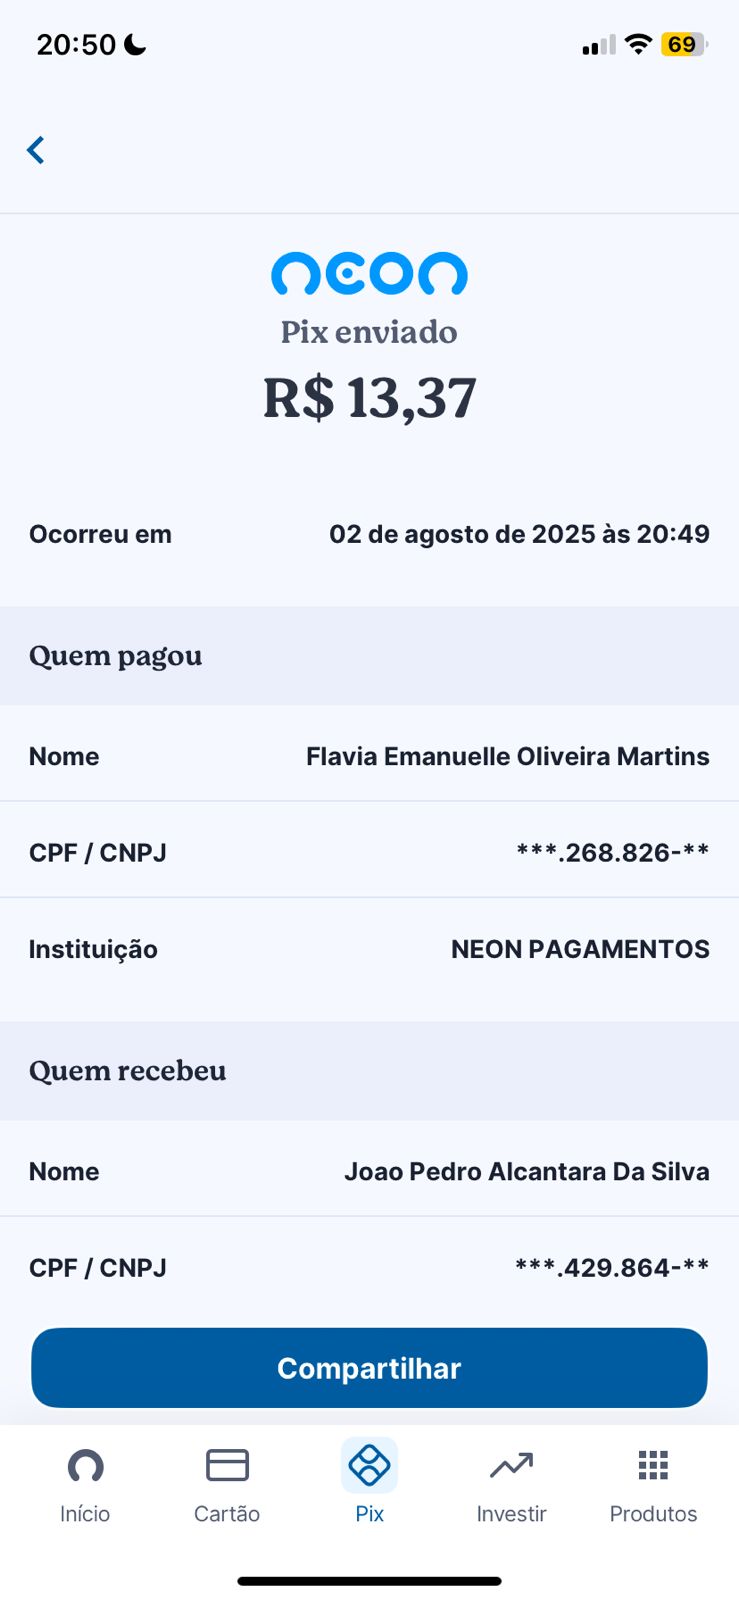 20:50
69
neon
Pix enviado
R$ 13,37
Ocorreu em 02 de agosto de 2025 às 20:49
Quem pagou
Nome Flavia Emanuelle Oliveira Martins
CPF / CNPJ ***.268.826-**
Instituição NEON PAGAMENTOS
Quem recebeu
Nome Joao Pedro Alcantara Da Silva
CPF / CNPJ ***.429.864-**
Compartilhar
Início Cartão Pix Investir Produtos